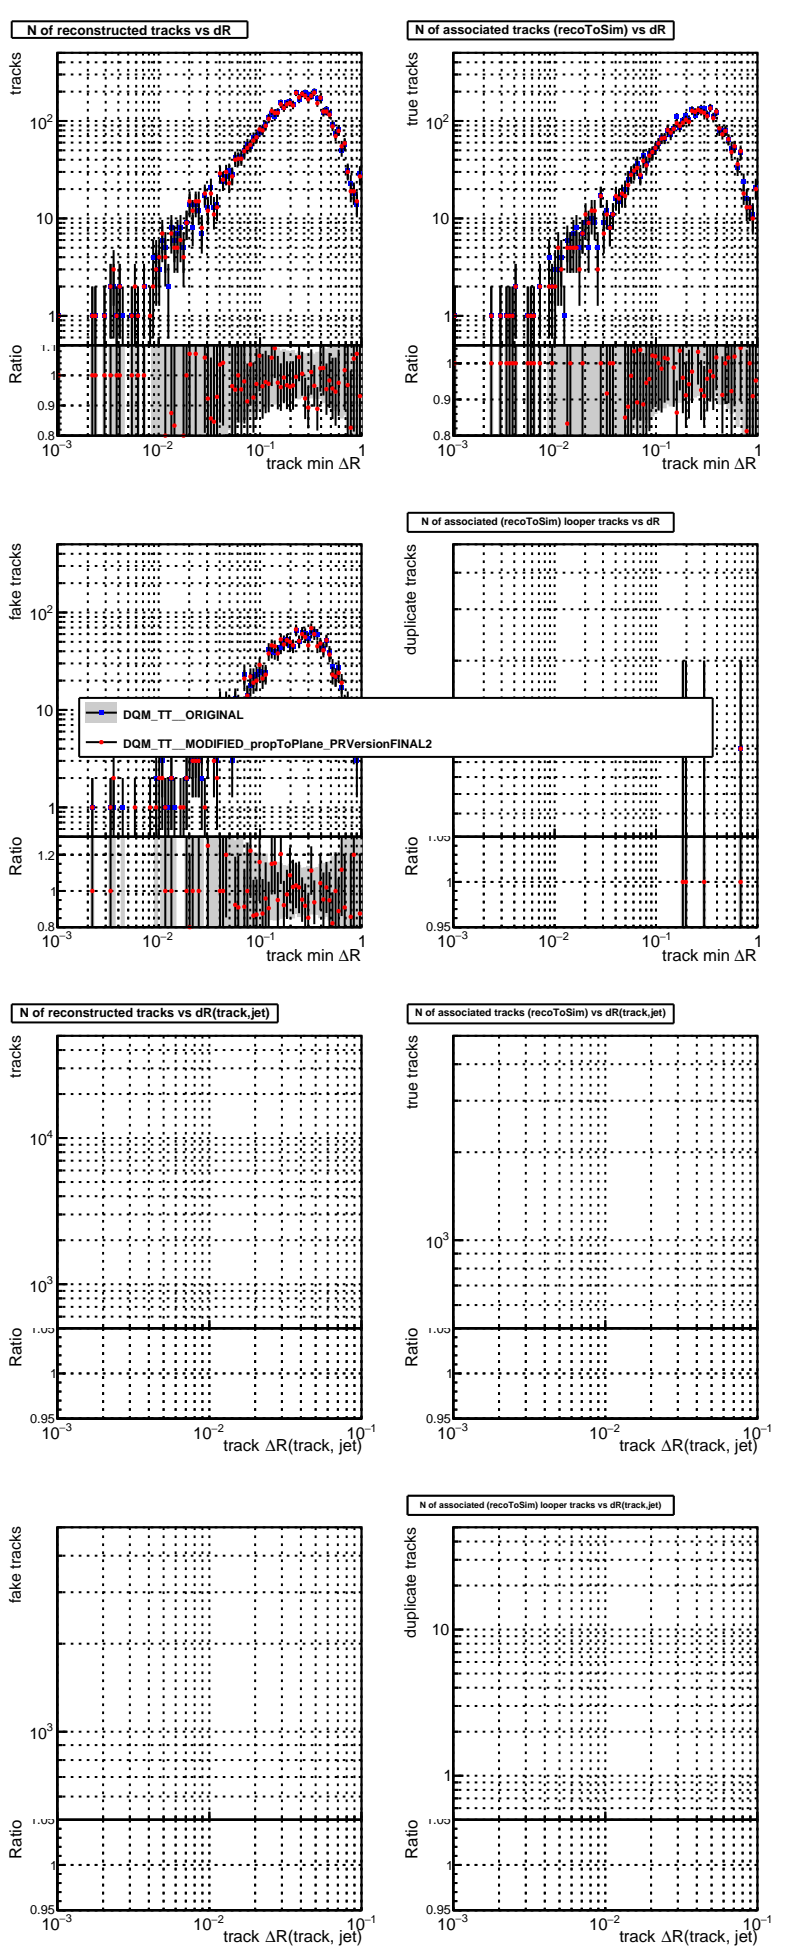 N of reconstructed tracks vs dR
N of associated tracks (recoToSim) vs dR
tracks
10²
10
1
true tracks
10²
10
1
Ratio
1.1
1
0.9
0.8
10⁻³
10⁻²
10⁻¹
1
track min ΔR
Ratio
1
0.9
0.8
10⁻³
10⁻²
10⁻¹
1
track min ΔR
N of associated (recoToSim) looper tracks vs dR
fake tracks
10²
10
1
duplicate tracks
DQM_TT__ORIGINAL
DQM_TT__MODIFIED_propToPlane_PRVersionFINAL2
Ratio
1.2
1
0.8
10⁻³
10⁻²
10⁻¹
1
track min ΔR
Ratio
1.05
1
0.95
10⁻³
10⁻²
10⁻¹
1
track min ΔR
N of reconstructed tracks vs dR(track,jet)
N of associated tracks (recoToSim) vs dR(track,jet)
tracks
10⁴
10³
true tracks
10³
Ratio
1.05
1
0.95
10⁻³
10⁻²
10⁻¹
track ΔR(track, jet)
Ratio
1.05
1
0.95
10⁻³
10⁻²
10⁻¹
track ΔR(track, jet)
N of associated (recoToSim) looper tracks vs dR(track,jet)
fake tracks
10³
duplicate tracks
10
1
Ratio
1.05
1
0.95
10⁻³
10⁻²
10⁻¹
track ΔR(track, jet)
Ratio
1.05
1
0.95
10⁻³
10⁻²
10⁻¹
track ΔR(track, jet)